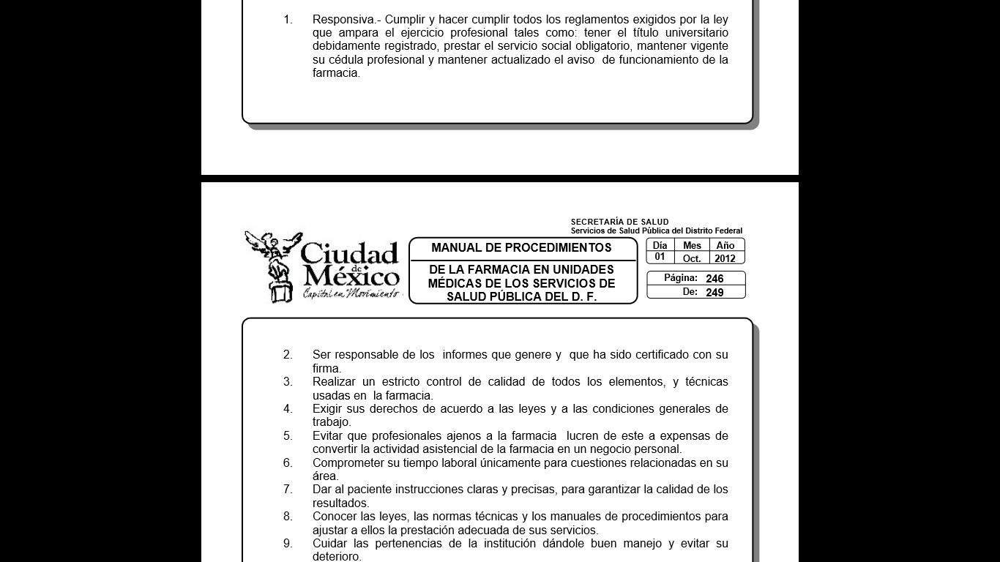 1. Responsiva.- Cumplir y hacer cumplir todos los reglamentos exigidos por la ley
que ampara el ejercicio profesional tales como: tener el título universitario
debidamente registrado, prestar el servicio social obligatorio, mantener vigente
su cédula profesional y mantener actualizado el aviso  de funcionamiento de la
farmacia.
SECRETARÍA DE SALUD
Servicios de Salud Pública del Distrito Federal
Ciudad
de
México
Capital en Movimiento
MANUAL DE PROCEDIMIENTOS
DE LA FARMACIA EN UNIDADES
MÉDICAS DE LOS SERVICIOS DE
SALUD PÚBLICA DEL D. F.
Día Mes Año
01 Oct. 2012
Página: 246
De: 249
2. Ser responsable de los  informes que genere y  que ha sido certificado con su
firma.
3. Realizar un estricto control de calidad de todos los elementos, y técnicas
usadas en  la farmacia.
4. Exigir sus derechos de acuerdo a las leyes y a las condiciones generales de
trabajo.
5. Evitar que profesionales ajenos a la farmacia  lucren de este a expensas de
convertir la actividad asistencial de la farmacia en un negocio personal.
6. Comprometer su tiempo laboral únicamente para cuestiones relacionadas en su
área.
7. Dar al paciente instrucciones claras y precisas, para garantizar la calidad de los
resultados.
8. Conocer las leyes, las normas técnicas y los manuales de procedimientos para
ajustar a ellos la prestación adecuada de sus servicios.
9. Cuidar las pertenencias de la institución dándole buen manejo y evitar su
deterioro.